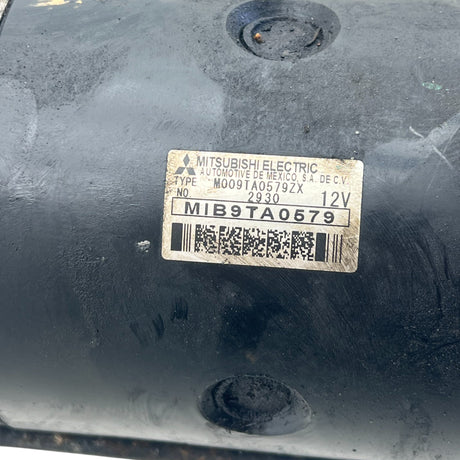 MITSUBISHI ELECTRIC
AUTOMOTIVE DE MEXICO, S.A. DE C.V.
TYPE M009TA0579ZX
NO 2930 12V
MIB9TA0579